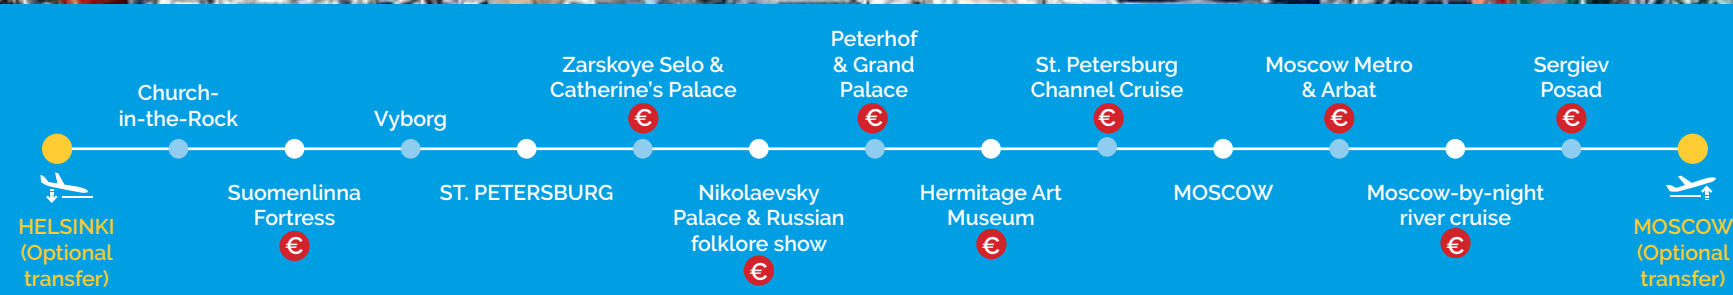 HELSINKI
(Optional
transfer)
Church-
in-the-Rock
Suomenlinna
Fortress
€
Vyborg
ST. PETERSBURG
Zarskoye Selo &
Catherine's Palace
€
Nikolaevsky
Palace & Russian
folklore show
€
Peterhof
& Grand
Palace
€
Hermitage Art
Museum
€
St. Petersburg
Channel Cruise
€
MOSCOW
Moscow Metro
& Arbat
€
Moscow-by-night
river cruise
€
Sergiev
Posad
€
MOSCOW
(Optional
transfer)